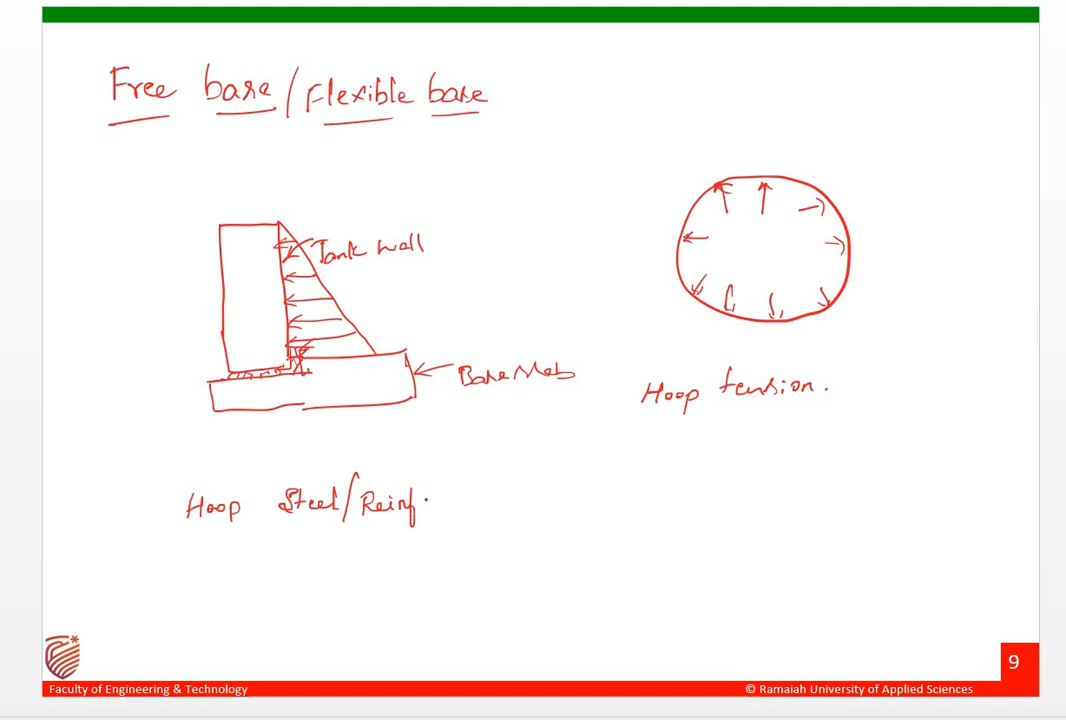 Free base/Flexible base
Tank wall
Base slab
Hoop tension.
Hoop Steel/Reinf.
9
Faculty of Engineering & Technology
© Ramaiah University of Applied Sciences